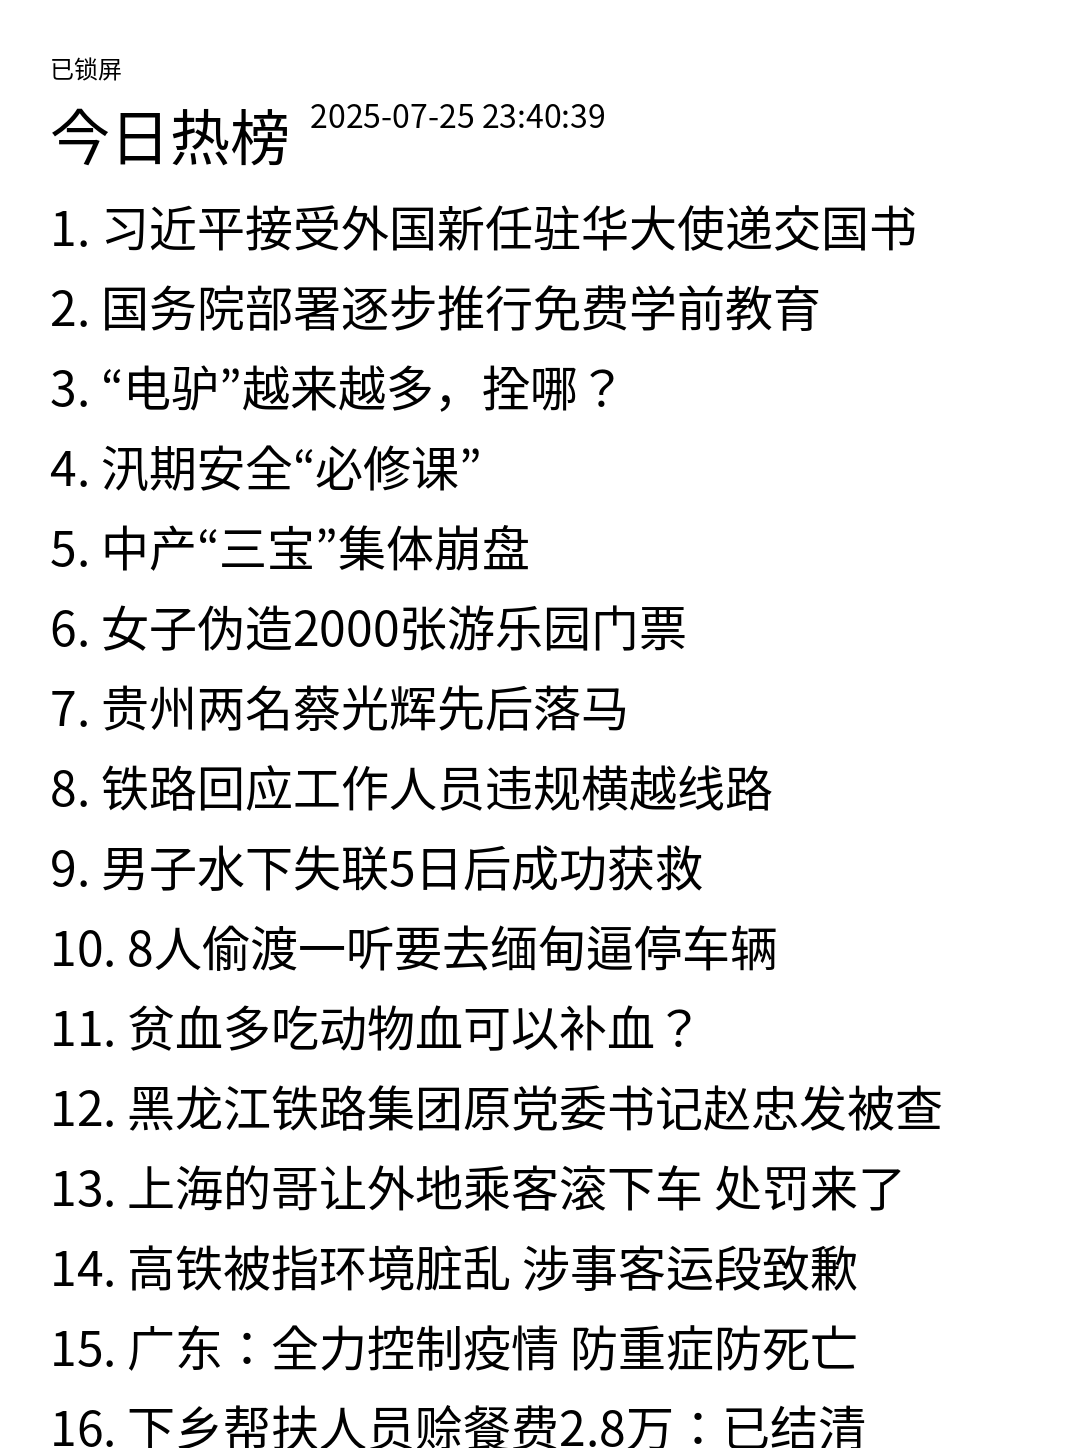 已锁屏
今日热榜 2025-07-25 23:40:39
1. 习近平接受外国新任驻华大使递交国书
2. 国务院部署逐步推行免费学前教育
3. “电驴”越来越多，拴哪？
4. 汛期安全“必修课”
5. 中产“三宝”集体崩盘
6. 女子伪造2000张游乐园门票
7. 贵州两名蔡光辉先后落马
8. 铁路回应工作人员违规横越线路
9. 男子水下失联5日后成功获救
10. 8人偷渡一听要去缅甸逼停车辆
11. 贫血多吃动物血可以补血？
12. 黑龙江铁路集团原党委书记赵忠发被查
13. 上海的哥让外地乘客滚下车 处罚来了
14. 高铁被指环境脏乱 涉事客运段致歉
15. 广东：全力控制疫情 防重症防死亡
16. 下乡帮扶人员赊餐费2.8万：已结清